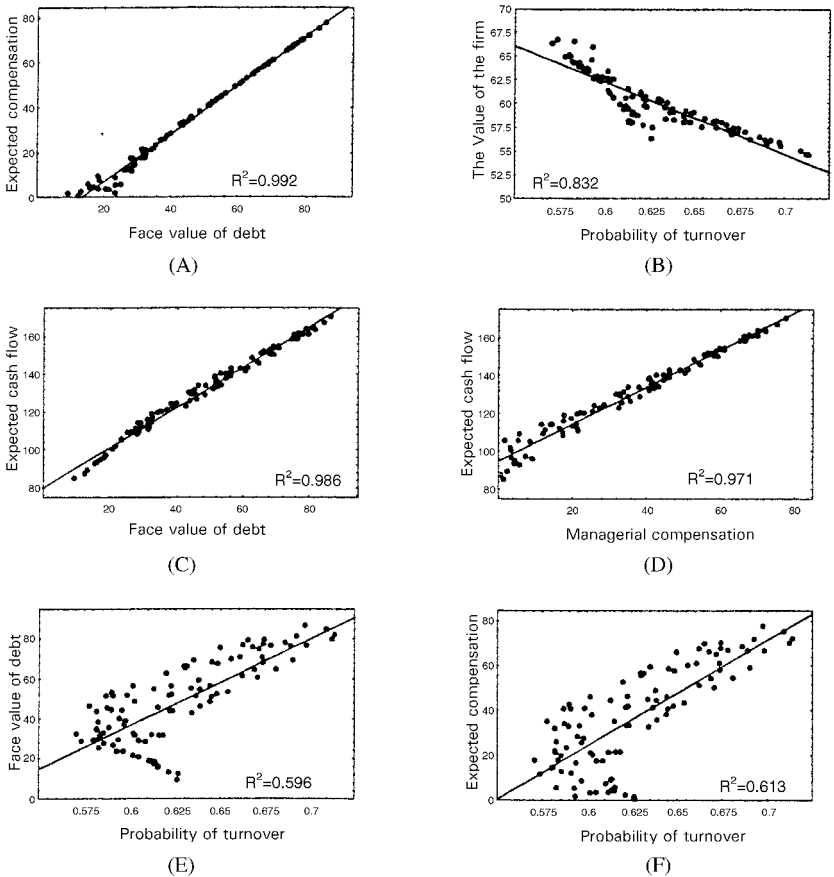 Expected compensation
80
60
40
20
0
R²=0.992
20 40 60 80
Face value of debt
(A)
The Value of the firm
70
67.5
65
62.5
60
57.5
55
52.5
50
R²=0.832
0.575 0.6 0.625 0.65 0.675 0.7
Probability of turnover
(B)
Expected cash flow
160
140
120
100
80
R²=0.986
20 40 60 80
Face value of debt
(C)
Expected cash flow
160
140
120
100
80
R²=0.971
20 40 60 80
Managerial compensation
(D)
Face value of debt
80
60
40
20
0
R²=0.596
0.575 0.6 0.625 0.65 0.675 0.7
Probability of turnover
(E)
Expected compensation
80
60
40
20
0
R²=0.613
0.575 0.6 0.625 0.65 0.675 0.7
Probability of turnover
(F)